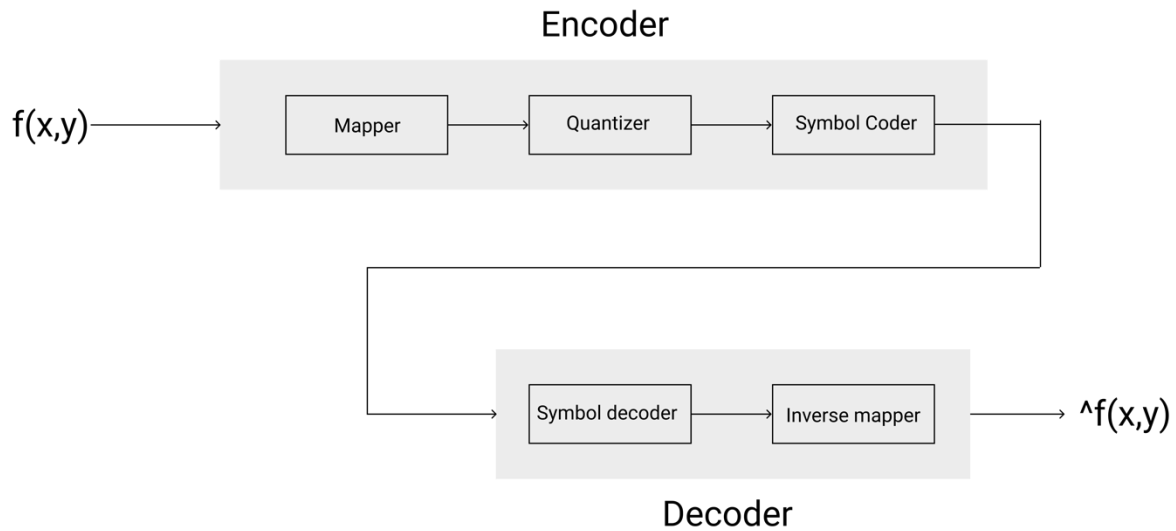 Encoder
f(x,y)
Mapper
Quantizer
Symbol Coder
Symbol decoder
Inverse mapper
^f(x,y)
Decoder